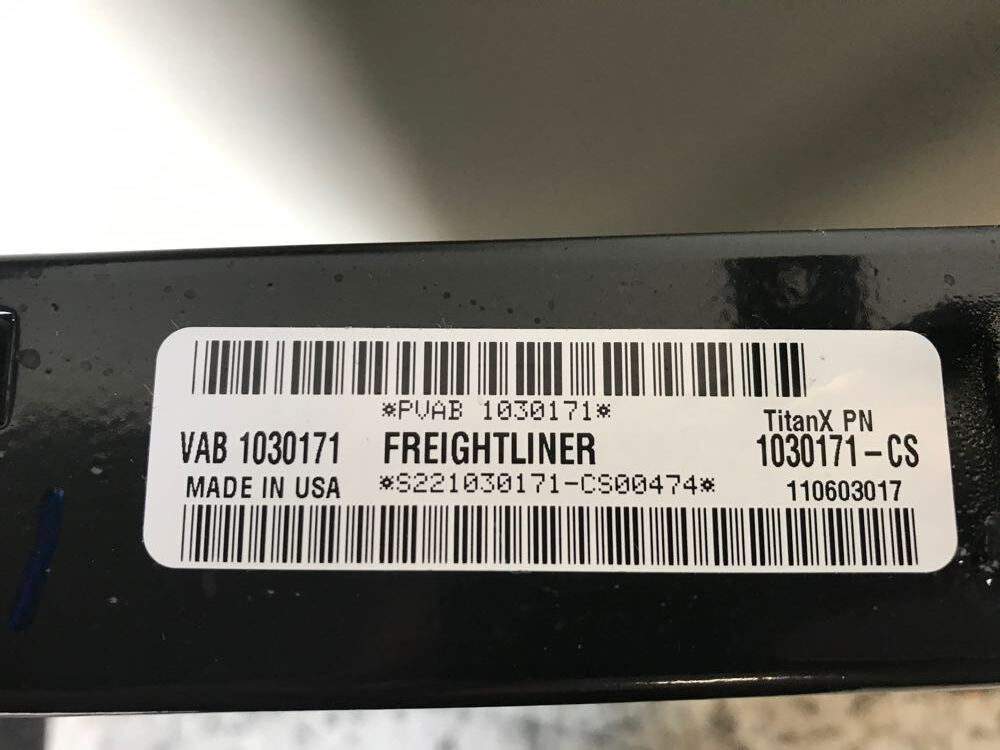 *PVAB 1030171*
TitanX PN
VAB 1030171 FREIGHTLINER 1030171-CS
MADE IN USA *S221030171-CS00474* 110603017